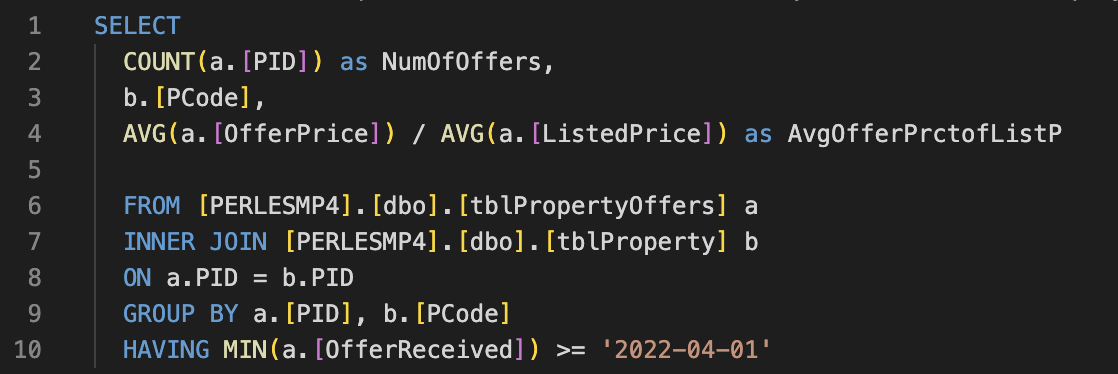 1 SELECT
2 COUNT(a.[PID]) as NumOfOffers,
3 b.[PCode],
4 AVG(a.[OfferPrice]) / AVG(a.[ListedPrice]) as AvgOfferPrctofListP
5
6 FROM [PERLESMP4].[dbo].[tblPropertyOffers] a
7 INNER JOIN [PERLESMP4].[dbo].[tblProperty] b
8 ON a.PID = b.PID
9 GROUP BY a.[PID], b.[PCode]
10 HAVING MIN(a.[OfferReceived]) >= '2022-04-01'